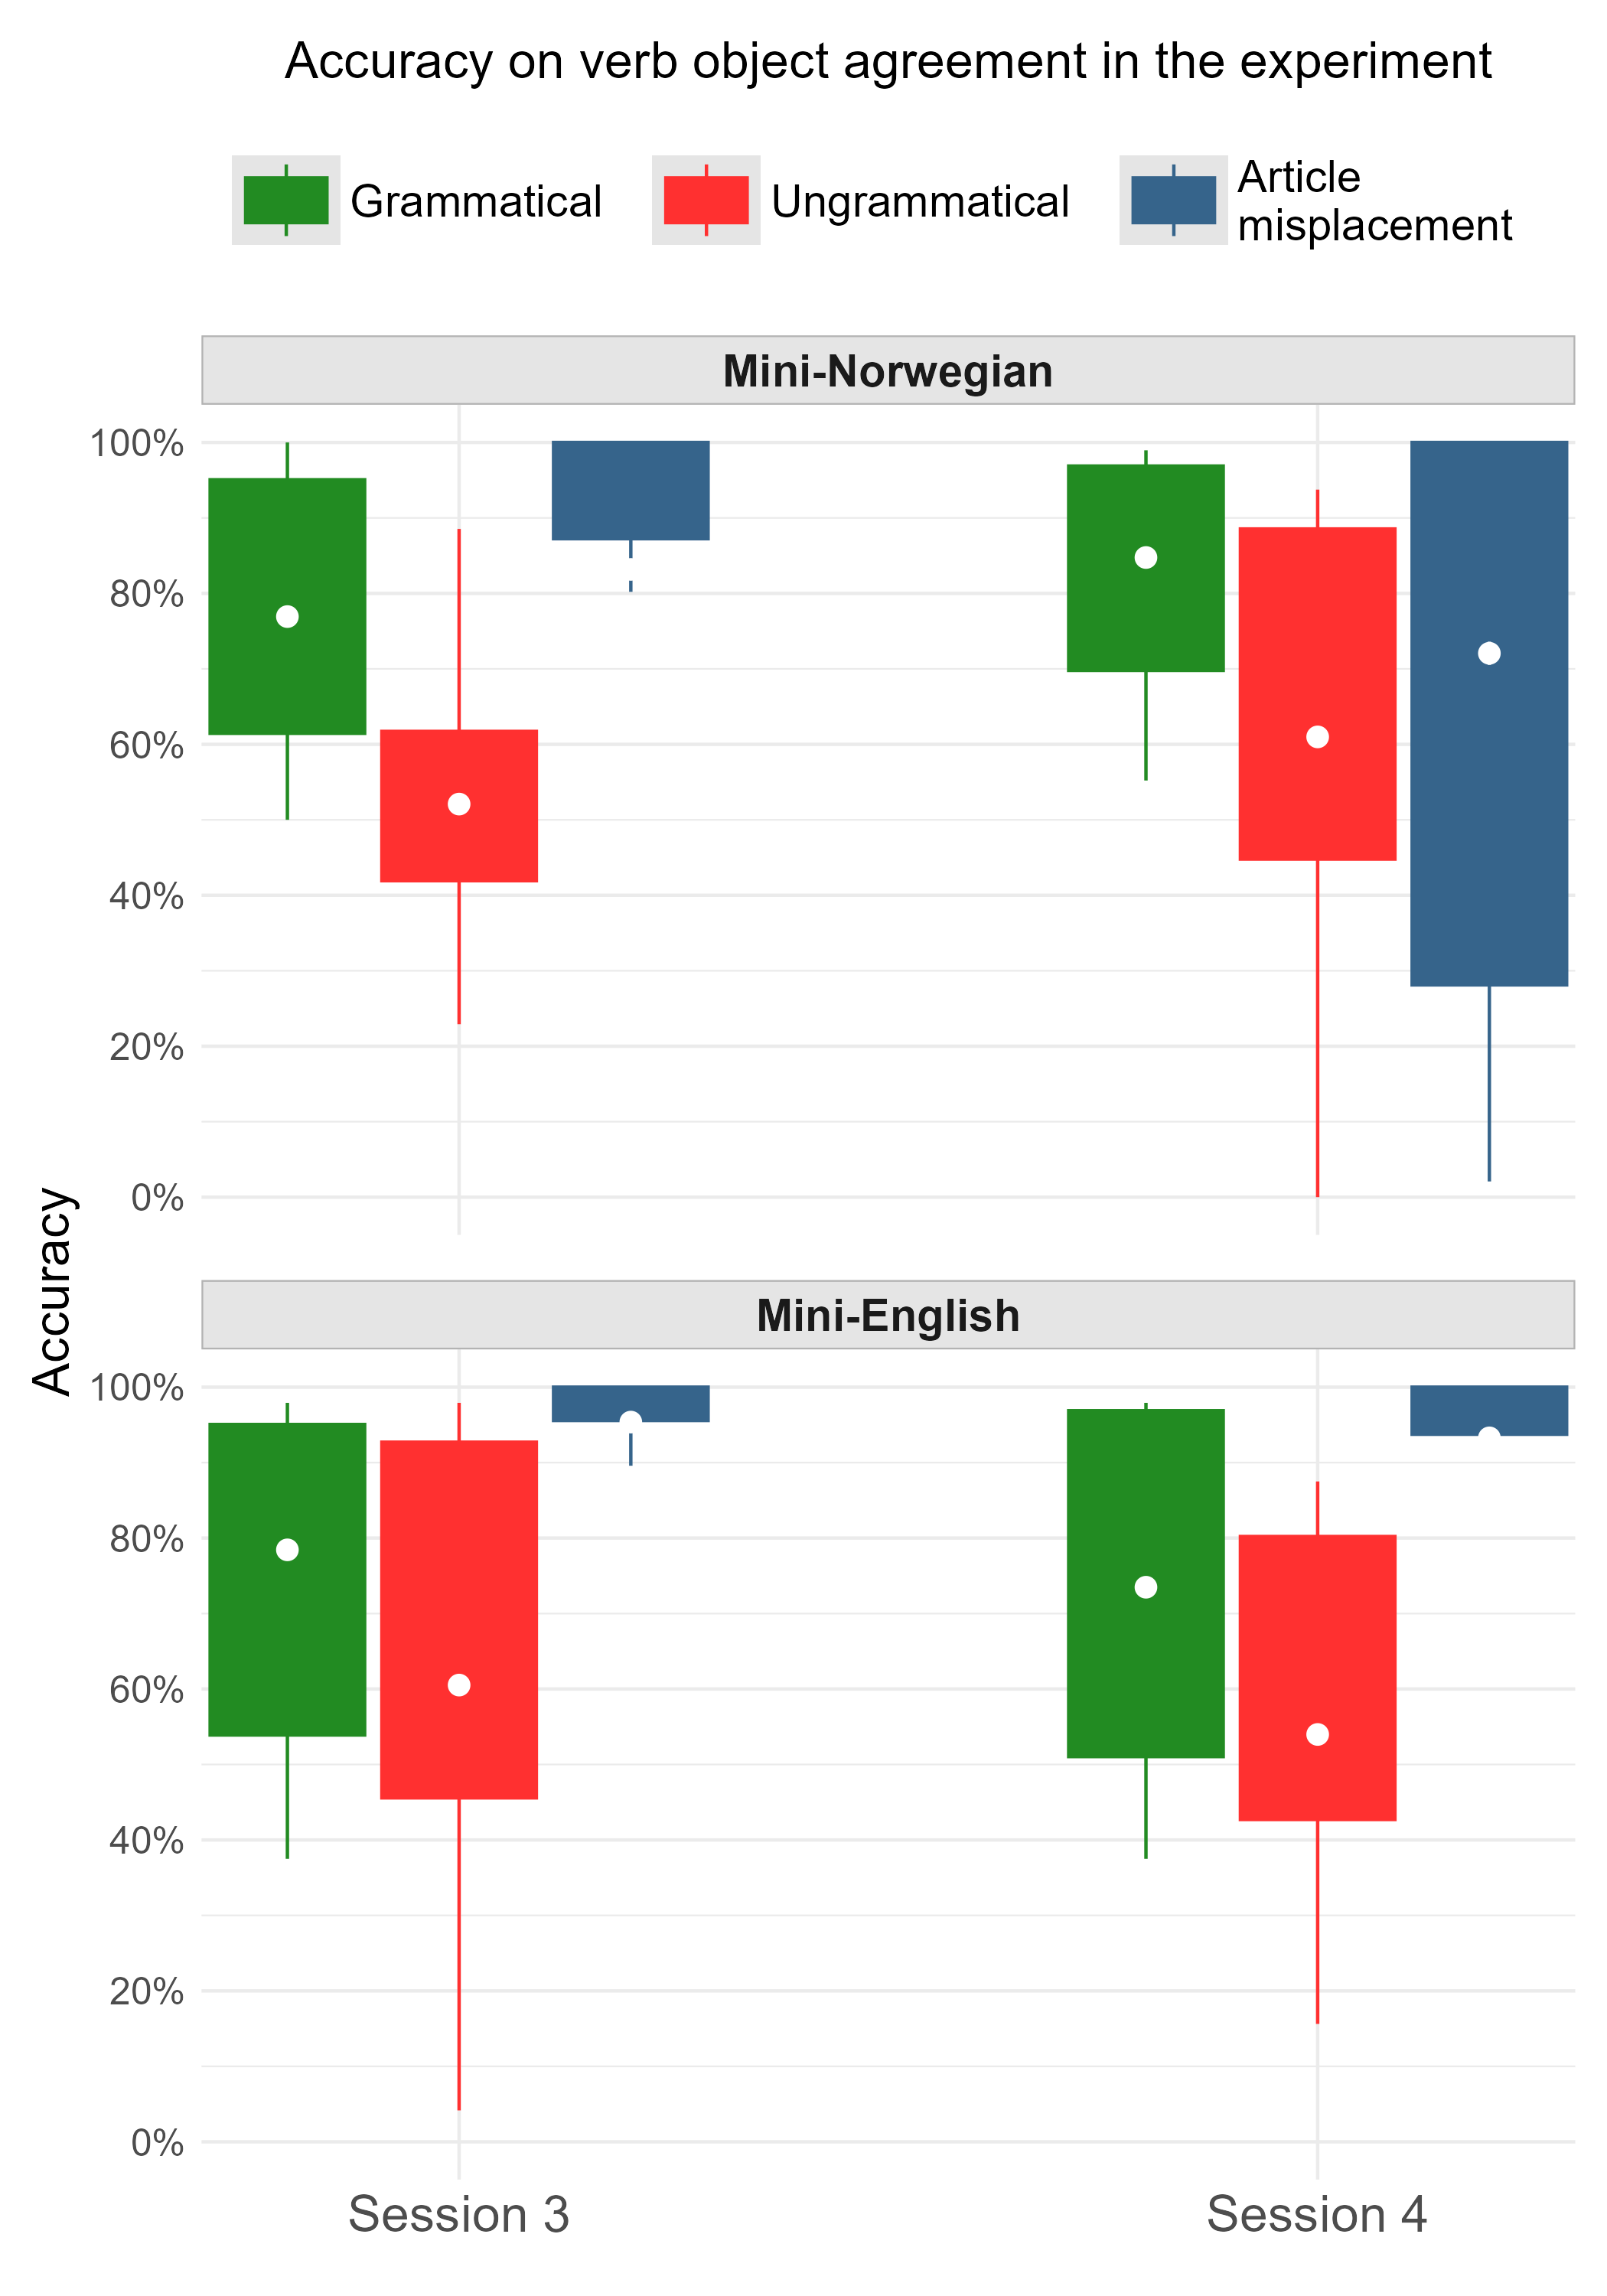 Accuracy on verb object agreement in the experiment
Grammatical
Ungrammatical
Article
misplacement
Mini-Norwegian
100%
80%
60%
40%
20%
0%
Accuracy
Mini-English
100%
80%
60%
40%
20%
0%
Session 3
Session 4